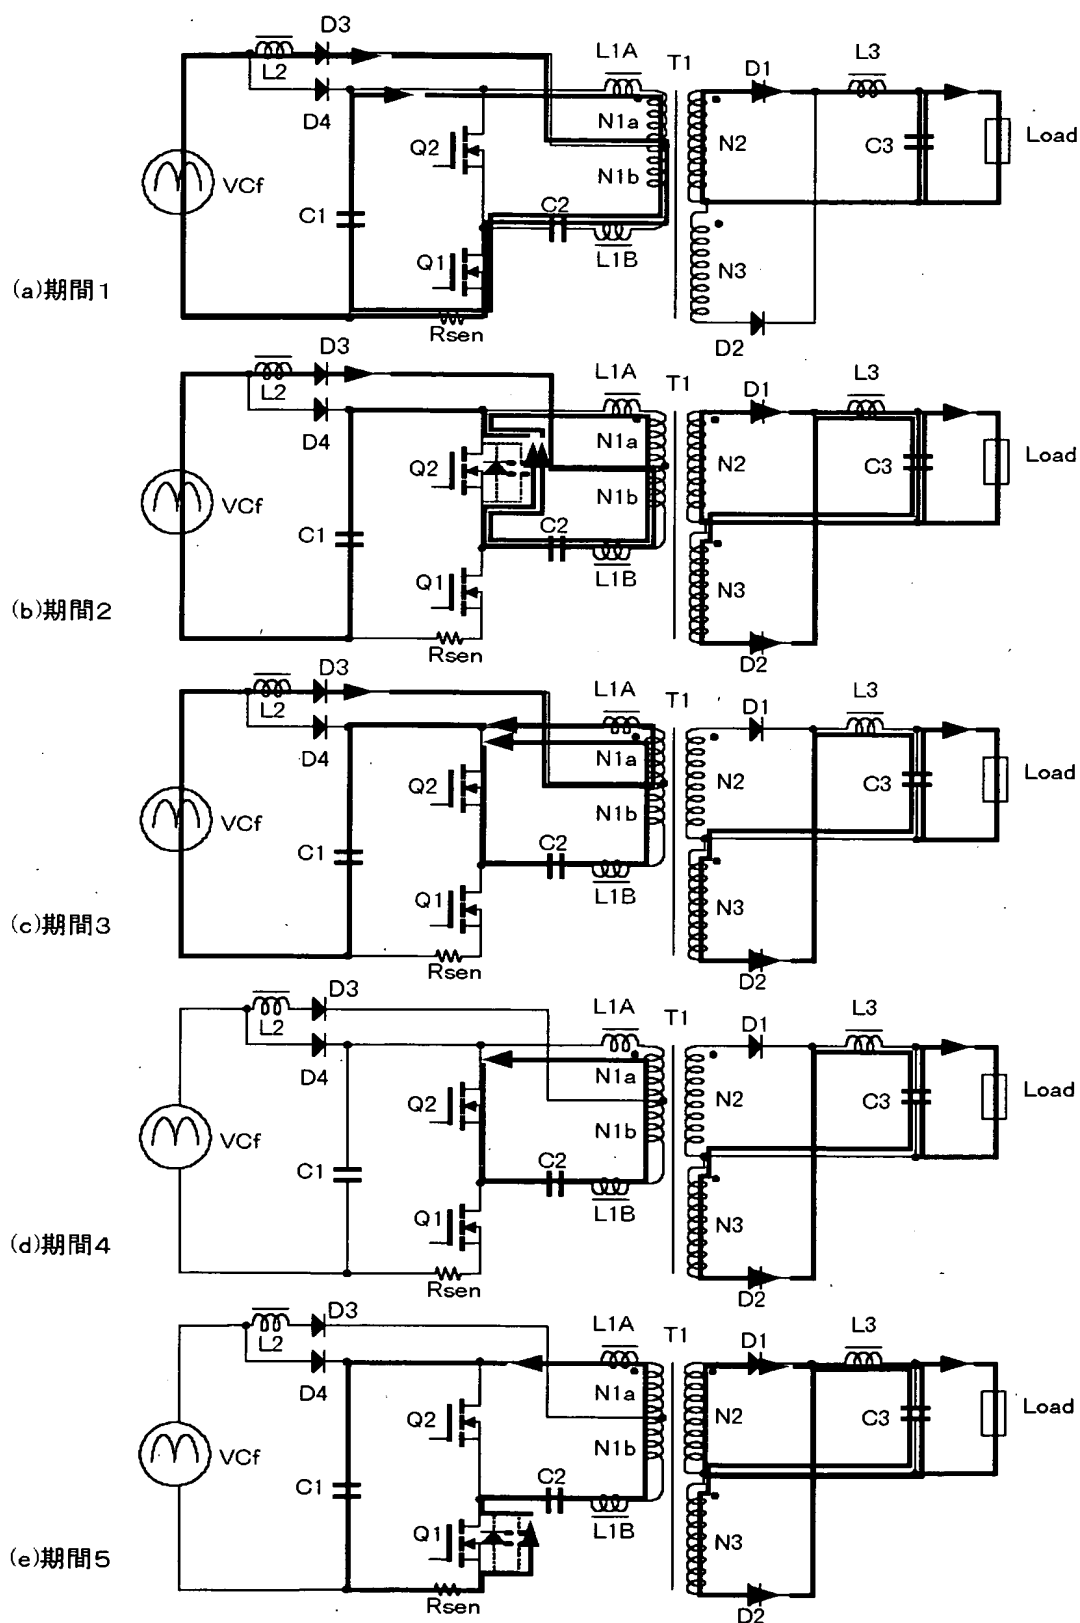 D3
L1A
T1
L3
L2
D1
D4
N1a
Q2
N2
C3
Load
VCf
N1b
C1
C2
Q1
L1B
N3
(a)期間1
Rsen
D2
D3
L1A
T1
L3
L2
D1
D4
N1a
Q2
N2
C3
Load
VCf
N1b
C1
C2
Q1
L1B
N3
(b)期間2
Rsen
D2
D3
L1A
T1
L3
L2
D1
D4
N1a
Q2
N2
C3
Load
VCf
N1b
C1
C2
Q1
L1B
N3
(c)期間3
Rsen
D2
D3
L1A
T1
L3
L2
D1
D4
N1a
Q2
N2
C3
Load
VCf
N1b
C1
C2
Q1
L1B
N3
(d)期間4
Rsen
D2
D3
L1A
T1
L3
L2
D1
D4
N1a
Q2
N2
C3
Load
VCf
N1b
C1
C2
Q1
L1B
N3
(e)期間5
Rsen
D2